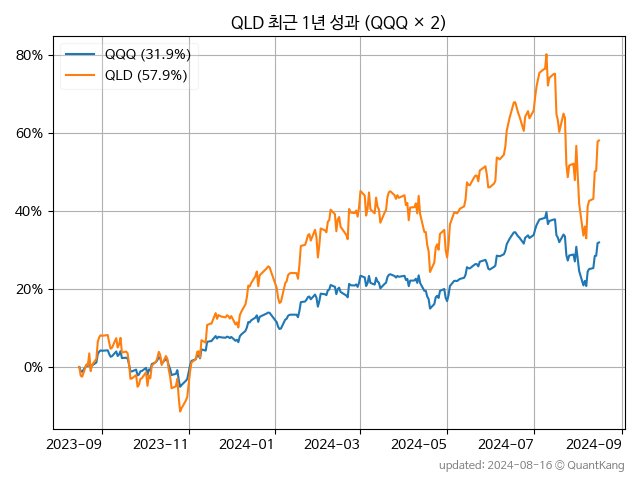 QLD 최근 1년 성과 (QQQ × 2)
QQQ (31.9%)
QLD (57.9%)
80%
60%
40%
20%
0%
2023-09 2023-11 2024-01 2024-03 2024-05 2024-07 2024-09
updated: 2024-08-16 © QuantKang